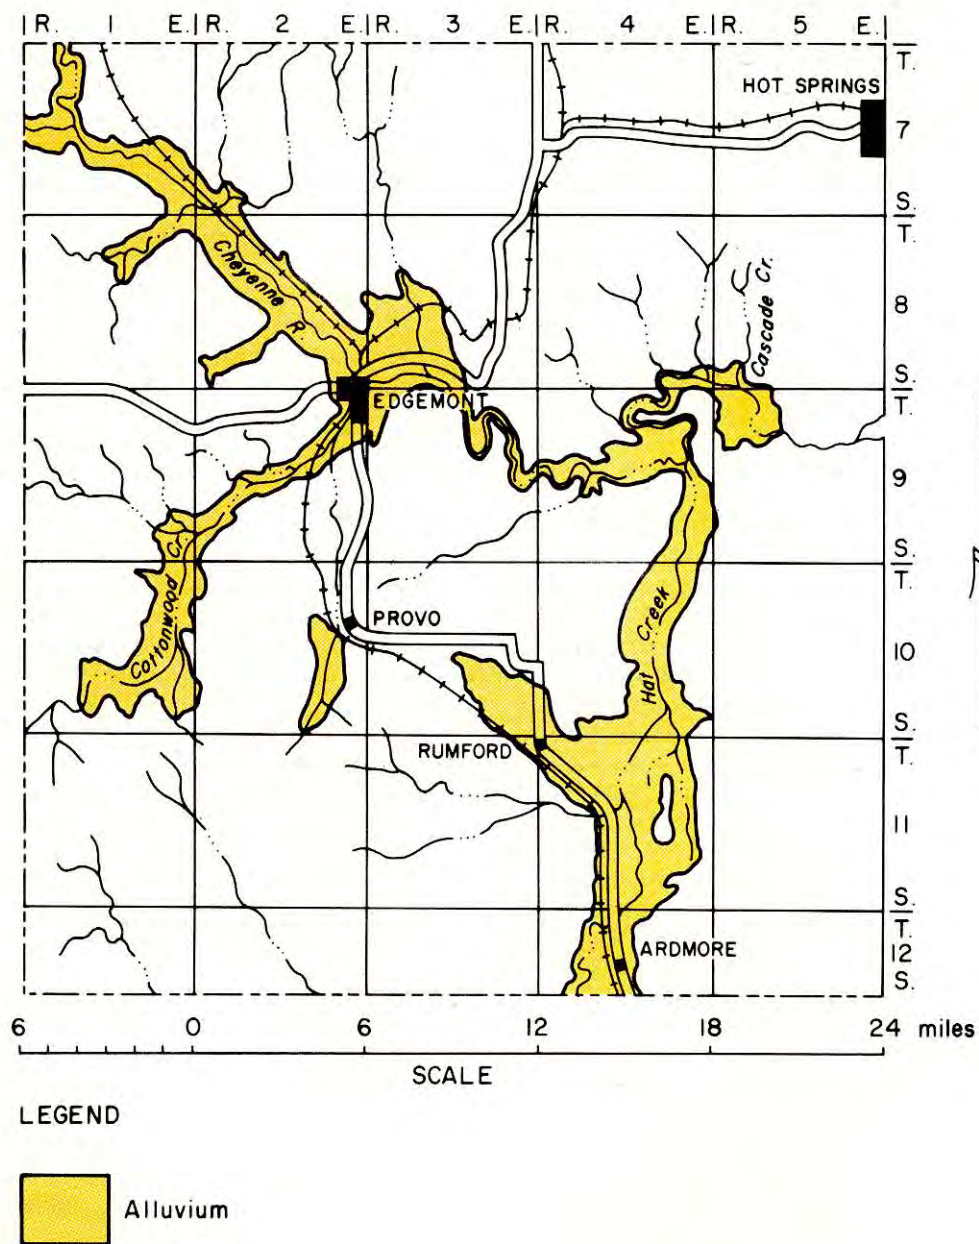 R. 1 E. R. 2 E. R. 3 E. R. 4 E. R. 5 E.
T.
7
S.
HOT SPRINGS
T.
8
S.
Cheyenne R
Cascade Cr.
EDGEMONT
T.
9
S.
Cottonwood Cr.
T.
10
S.
PROVO
Hat Creek
RUMFORD
T.
11
S.
T.
12
S.
ARDMORE
6 0 6 12 18 24 miles
SCALE
LEGEND
Alluvium